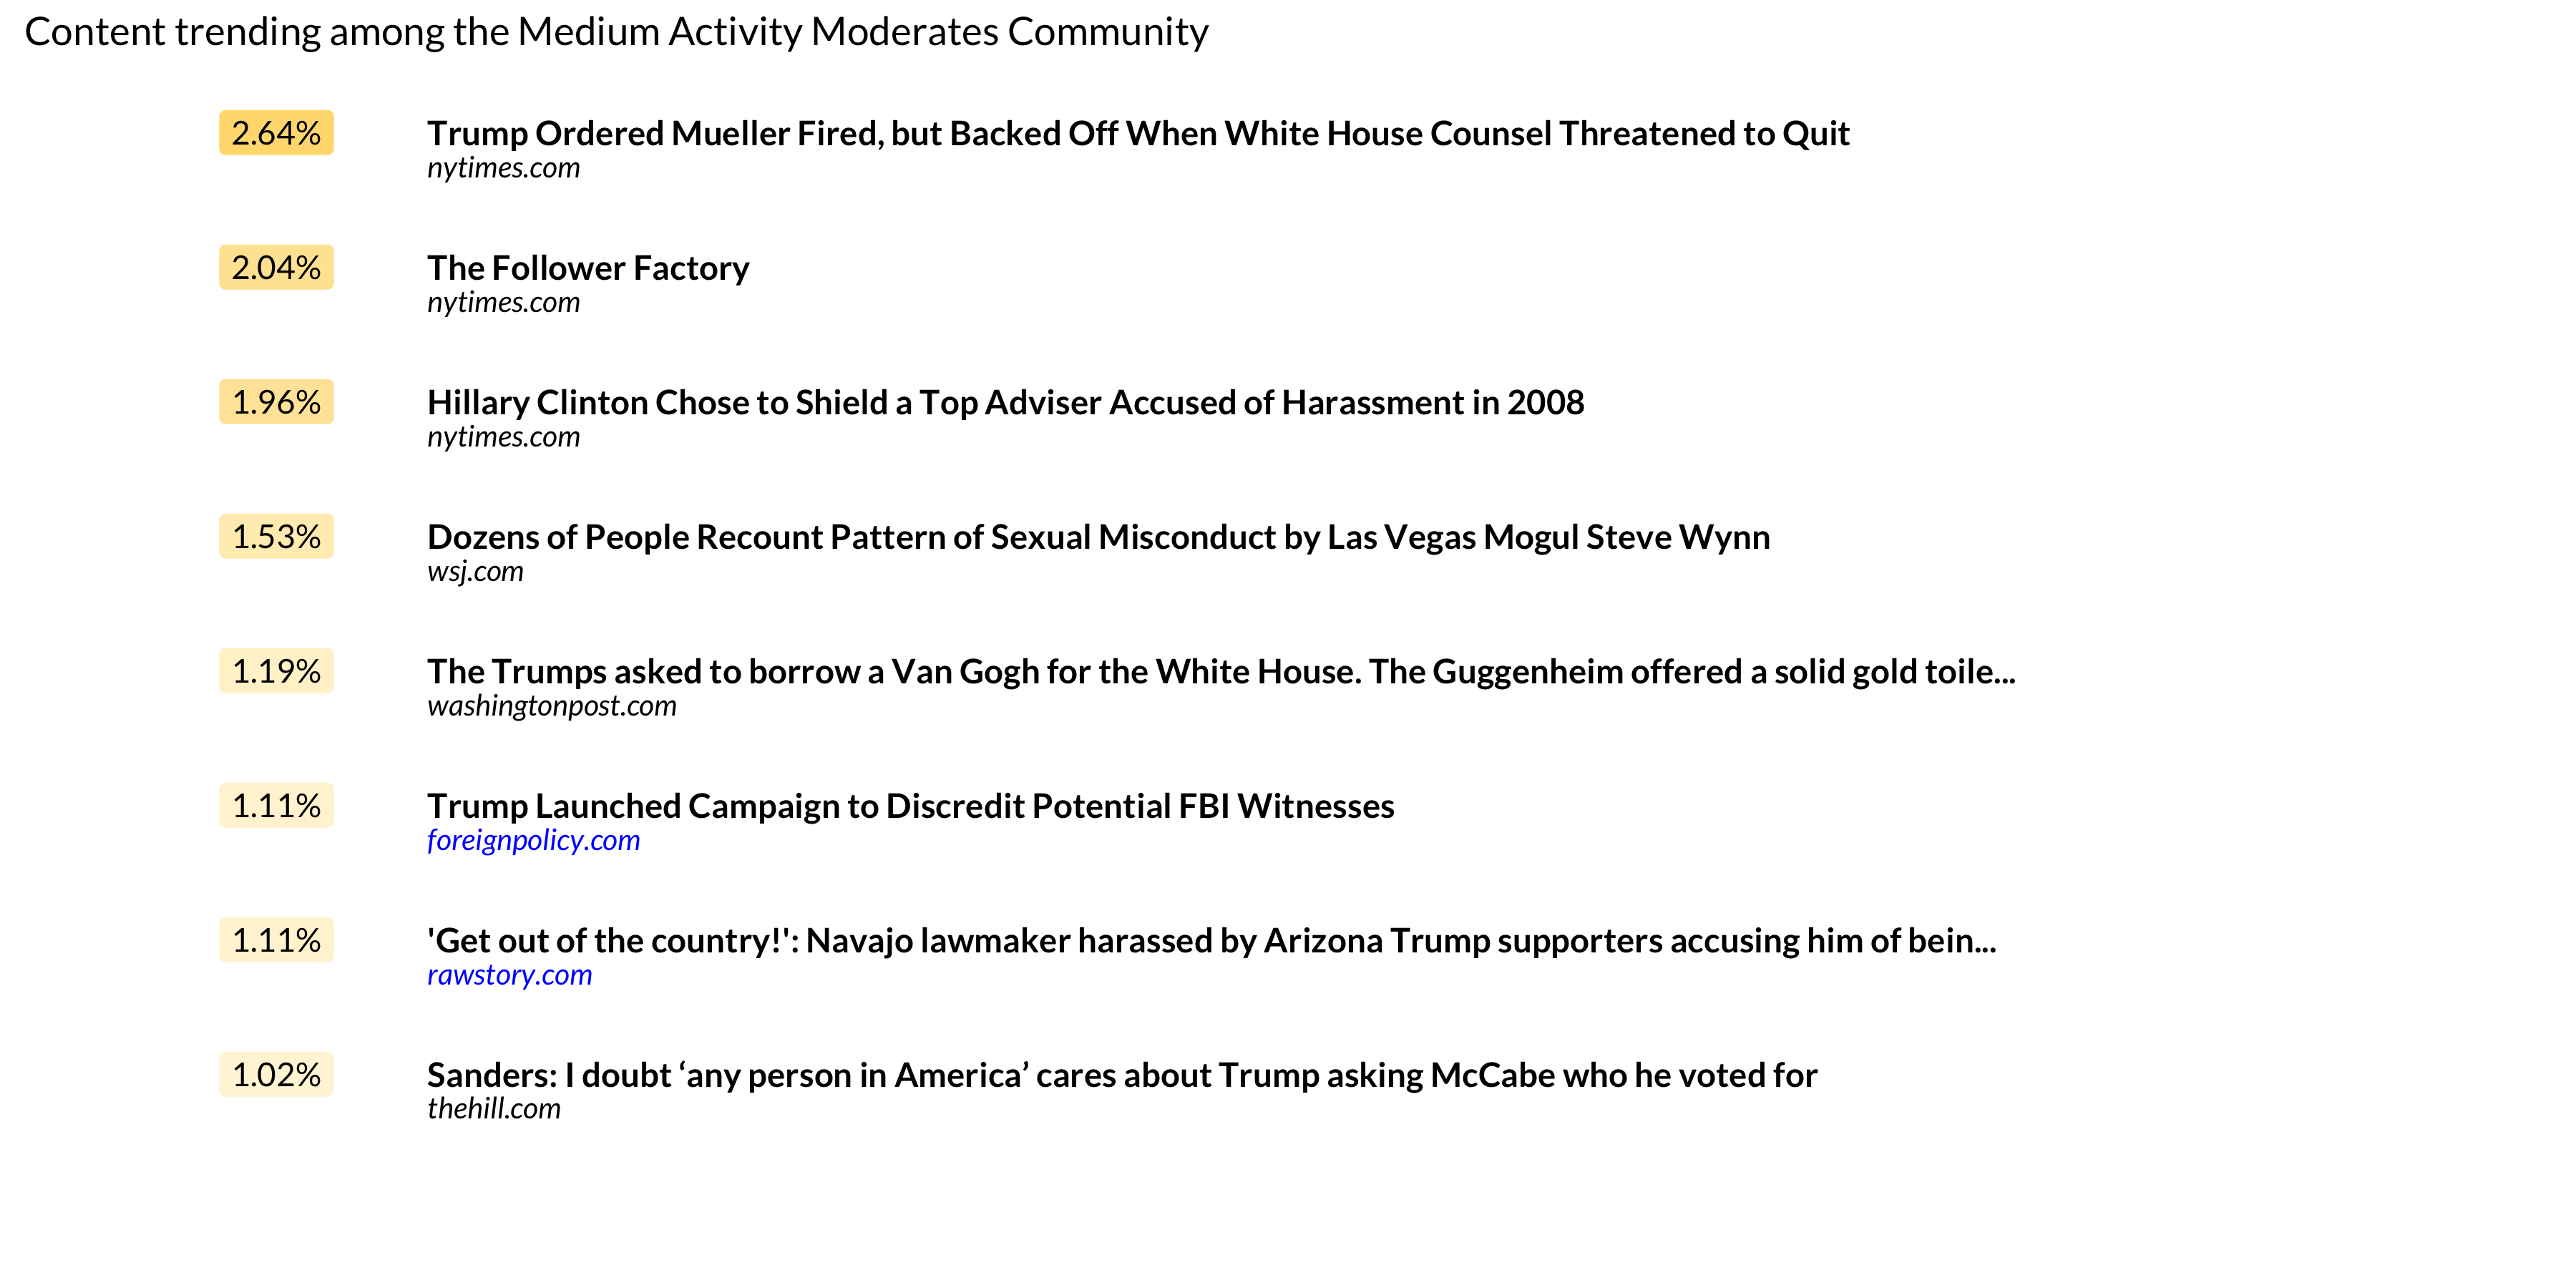 Content trending among the Medium Activity Moderates Community
2.64%
Trump Ordered Mueller Fired, but Backed Off When White House Counsel Threatened to Quit
nytimes.com
2.04%
The Follower Factory
nytimes.com
1.96%
Hillary Clinton Chose to Shield a Top Adviser Accused of Harassment in 2008
nytimes.com
1.53%
Dozens of People Recount Pattern of Sexual Misconduct by Las Vegas Mogul Steve Wynn
wsj.com
1.19%
The Trumps asked to borrow a Van Gogh for the White House. The Guggenheim offered a solid gold toile...
washingtonpost.com
1.11%
Trump Launched Campaign to Discredit Potential FBI Witnesses
foreignpolicy.com
1.11%
'Get out of the country!': Navajo lawmaker harassed by Arizona Trump supporters accusing him of bein...
rawstory.com
1.02%
Sanders: I doubt ‘any person in America’ cares about Trump asking McCabe who he voted for
thehill.com